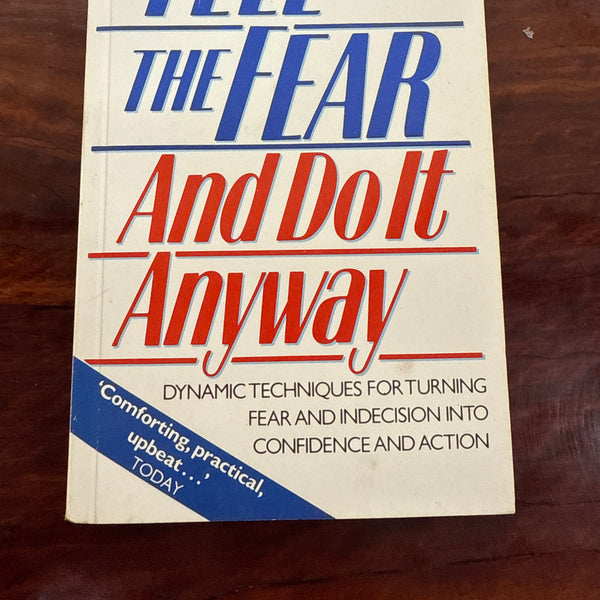 FEEL
THE FEAR
And Do It
Anyway
DYNAMIC TECHNIQUES FOR TURNING
FEAR AND INDECISION INTO
CONFIDENCE AND ACTION
'Comforting, practical,
upbeat...'
TODAY